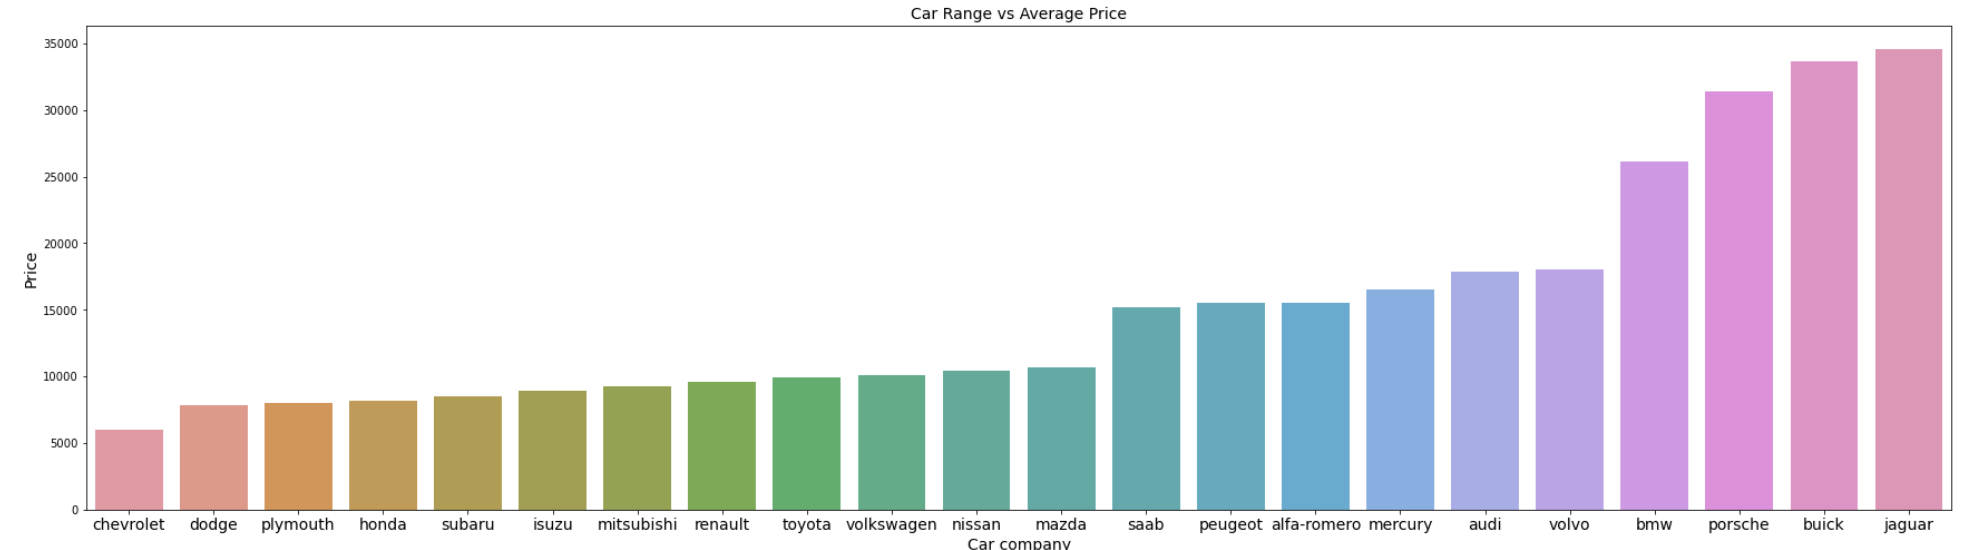 Car Range vs Average Price
35000
30000
25000
20000
15000
10000
5000
0
Price
chevrolet dodge plymouth honda subaru isuzu mitsubishi renault toyota volkswagen nissan mazda saab peugeot alfa-romero mercury audi volvo bmw porsche buick jaguar
Car company